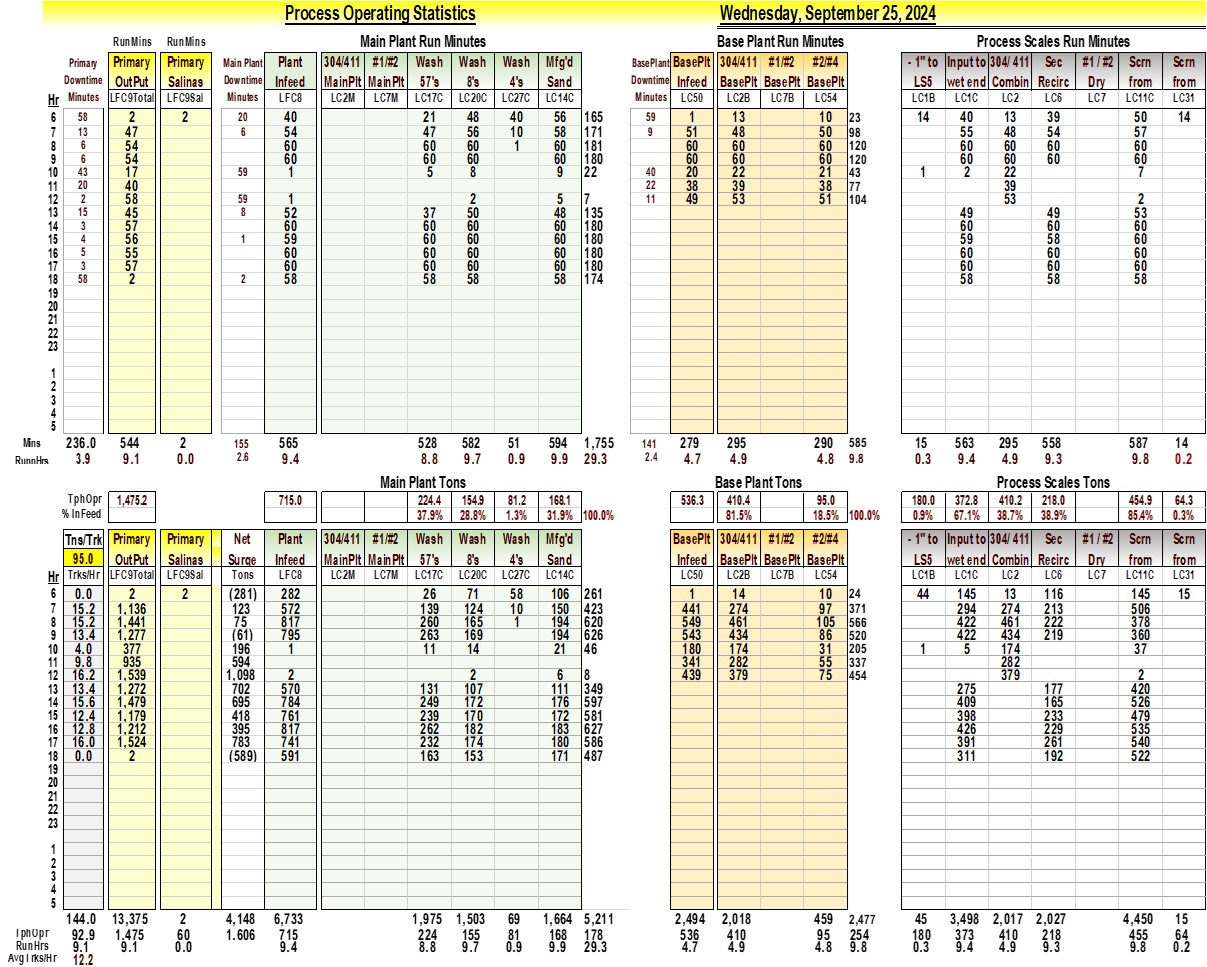 Process Operating Statistics Wednesday, September 25, 2024
RunMins RunMins Main Plant Run Minutes Base Plant Run Minutes Process Scales Run Minutes
Primary Primary Primary Main Plant Plant 304/411 #1/#2 Wash Wash Wash Mfg'd BasePlant BasePlt 304/411 #1/#2 #2/#4 - 1" to Input to 304/ 411 Sec #1 / #2 Scrn Scrn
Downtime OutPut Salinas Downtime Infeed MainPlt MainPlt 57's 8's 4's Sand Downtime Infeed BasePlt BasePlt BasePlt LS5 wet end Combin Recirc Dry from from
Hr Minutes LFC9Total LFC9Sal Minutes LFC8 LC2M LC7M LC17C LC20C LC27C LC14C Minutes LC50 LC2B LC7B LC54 LC1B LC1C LC2 LC6 LC7 LC11C LC31
6 58 2 2 20 40 21 48 40 56 165 59 1 13 10 23 14 40 13 39 50 14
7 13 47 6 54 47 56 10 58 171 9 51 48 50 98 55 48 54 57
8 6 54 60 60 60 1 60 181 60 60 60 120 60 60 60 60
9 6 54 60 60 60 60 180 60 60 60 120 60 60 60 60
10 43 17 59 1 5 8 9 22 40 20 22 21 43 1 2 22 7
11 20 40 22 38 39 38 77 39
12 2 58 59 1 2 5 7 11 49 53 51 104 53 2
13 15 45 8 52 37 50 48 135 49 49 53
14 3 57 60 60 60 60 180 60 60 60
15 4 56 1 59 60 60 60 180 59 58 60
16 5 55 60 60 60 60 180 60 60 60
17 3 57 60 60 60 60 180 60 60 60
18 58 2 2 58 58 58 58 174 58 58 58
19
20
21
22
23
1
2
3
4
5
Mins 236.0 544 2 155 565 528 582 51 594 1,755 141 279 295 290 585 15 563 295 558 587 14
RunnHrs 3.9 9.1 0.0 2.6 9.4 8.8 9.7 0.9 9.9 29.3 2.4 4.7 4.9 4.8 9.8 0.3 9.4 4.9 9.3 9.8 0.2
Main Plant Tons Base Plant Tons Process Scales Tons
TphOpr 1,475.2 715.0 224.4 154.9 81.2 168.1 536.3 410.4 95.0 180.0 372.8 410.2 218.0 454.9 64.3
% InFeed 37.9% 28.8% 1.3% 31.9% 100.0% 81.5% 18.5% 100.0% 0.9% 67.1% 38.7% 38.9% 85.4% 0.3%
Tns/Trk Primary Primary Net Plant 304/411 #1/#2 Wash Wash Wash Mfg'd BasePlt 304/411 #1/#2 #2/#4 - 1" to Input to 304/ 411 Sec #1 / #2 Scrn Scrn
95.0 OutPut Salinas Surge Infeed MainPlt MainPlt 57's 8's 4's Sand Infeed BasePlt BasePlt BasePlt LS5 wet end Combin Recirc Dry from from
Hr Trks/Hr LFC9Total LFC9Sal Tons LFC8 LC2M LC7M LC17C LC20C LC27C LC14C LC50 LC2B LC7B LC54 LC1B LC1C LC2 LC6 LC7 LC11C LC31
6 0.0 2 2 (281) 282 26 71 58 106 261 1 14 10 24 44 145 13 116 145 15
7 15.2 1,136 123 572 139 124 10 150 423 441 274 97 371 294 274 213 506
8 15.2 1,441 75 817 260 165 1 194 620 549 461 105 566 422 461 222 378
9 13.4 1,277 (61) 795 263 169 194 626 543 434 86 520 422 434 219 360
10 4.0 377 196 1 11 14 21 46 180 174 31 205 1 5 174 37
11 9.8 935 594 341 282 55 337 282
12 16.2 1,539 1,098 2 2 6 8 439 379 75 454 379 2
13 13.4 1,272 702 570 131 107 111 349 275 177 420
14 15.6 1,479 695 784 249 172 176 597 409 165 526
15 12.4 1,179 418 761 239 170 172 581 398 233 479
16 12.8 1,212 395 817 262 182 183 627 426 229 535
17 16.0 1,524 783 741 232 174 180 586 391 261 540
18 0.0 2 (589) 591 163 153 171 487 311 192 522
19
20
21
22
23
1
2
3
4
5
144.0 13,375 2 4,148 6,733 1,975 1,503 69 1,664 5,211 2,494 2,018 459 2,477 45 3,498 2,017 2,027 4,450 15
TphOpr 92.9 1,475 60 1.606 715 224 155 81 168 178 536 410 95 254 180 373 410 218 455 64
RunHrs 9.1 9.1 0.0 9.4 8.8 9.7 0.9 9.9 29.3 4.7 4.9 4.8 9.8 0.3 9.4 4.9 9.3 9.8 0.2
AvgTrks/Hr 12.2